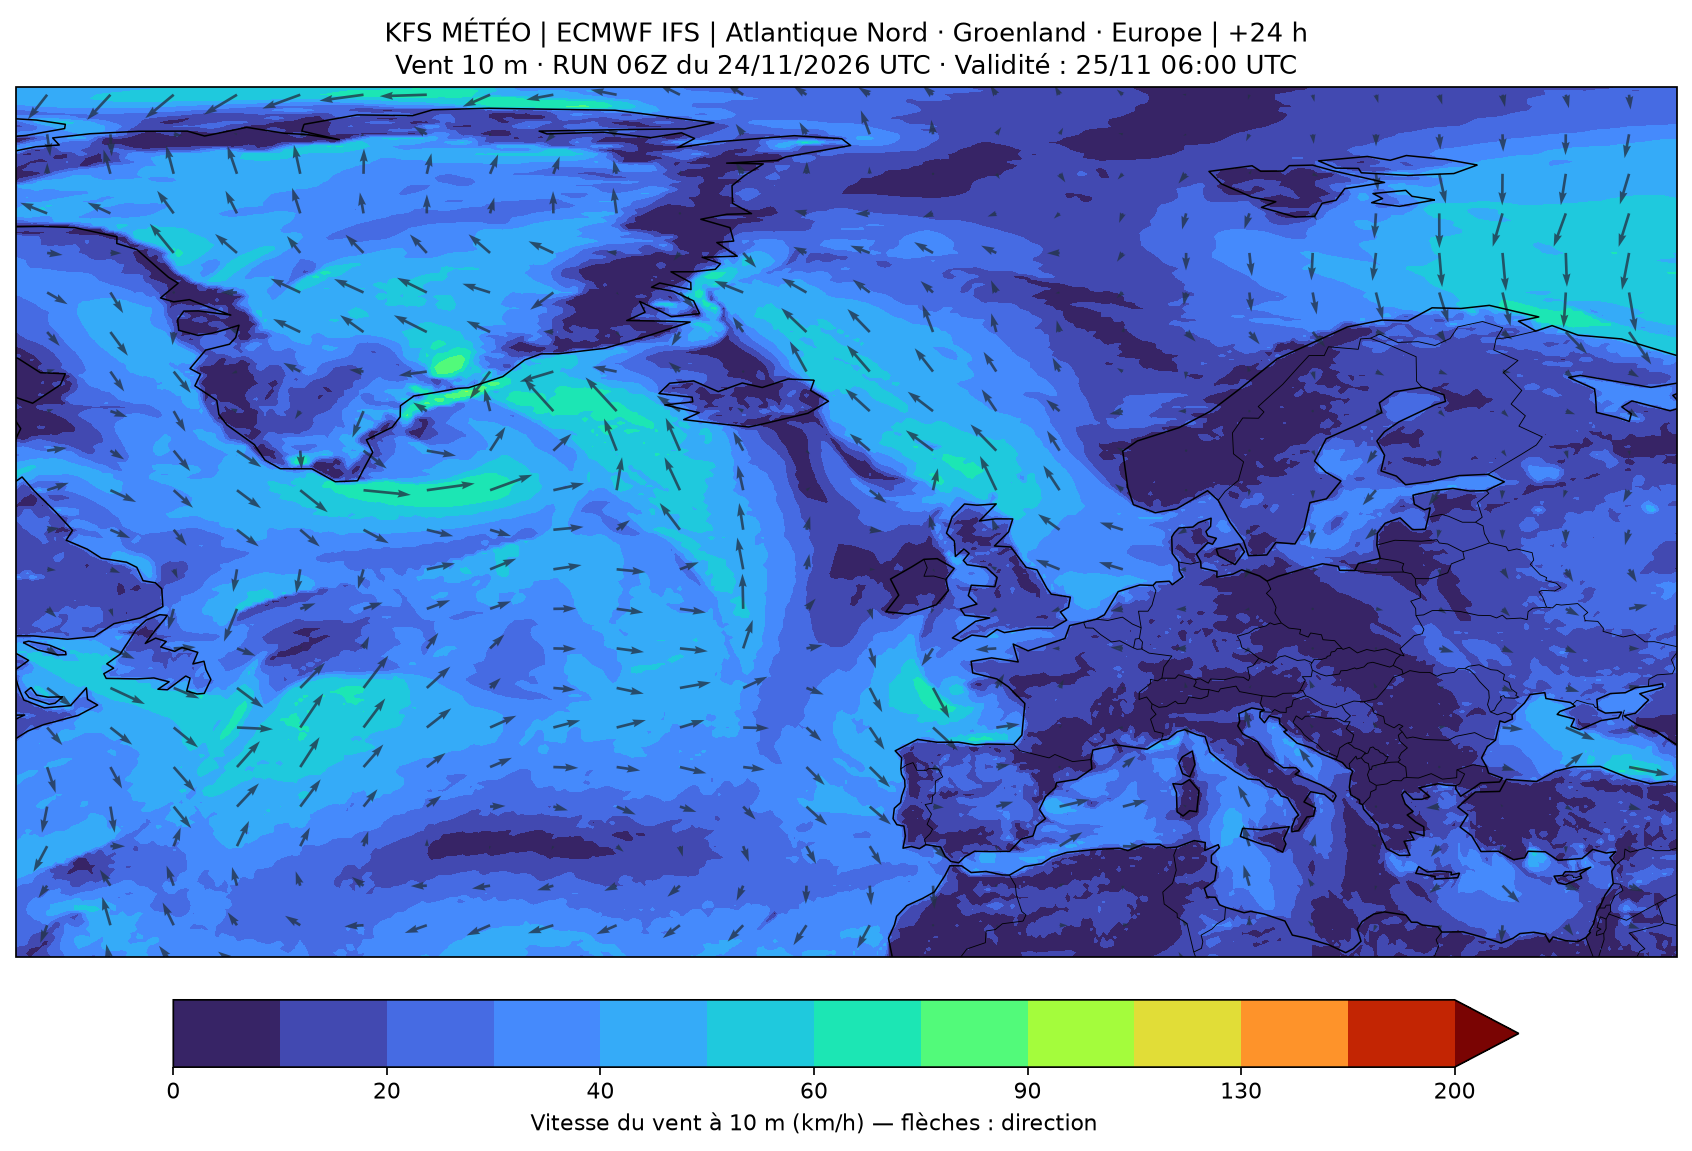 KFS MÉTÉO | ECMWF IFS | Atlantique Nord · Groenland · Europe | +24 h
Vent 10 m · RUN 06Z du 24/11/2026 UTC · Validité : 25/11 06:00 UTC
0 20 40 60 90 130 200
Vitesse du vent à 10 m (km/h) — flèches : direction